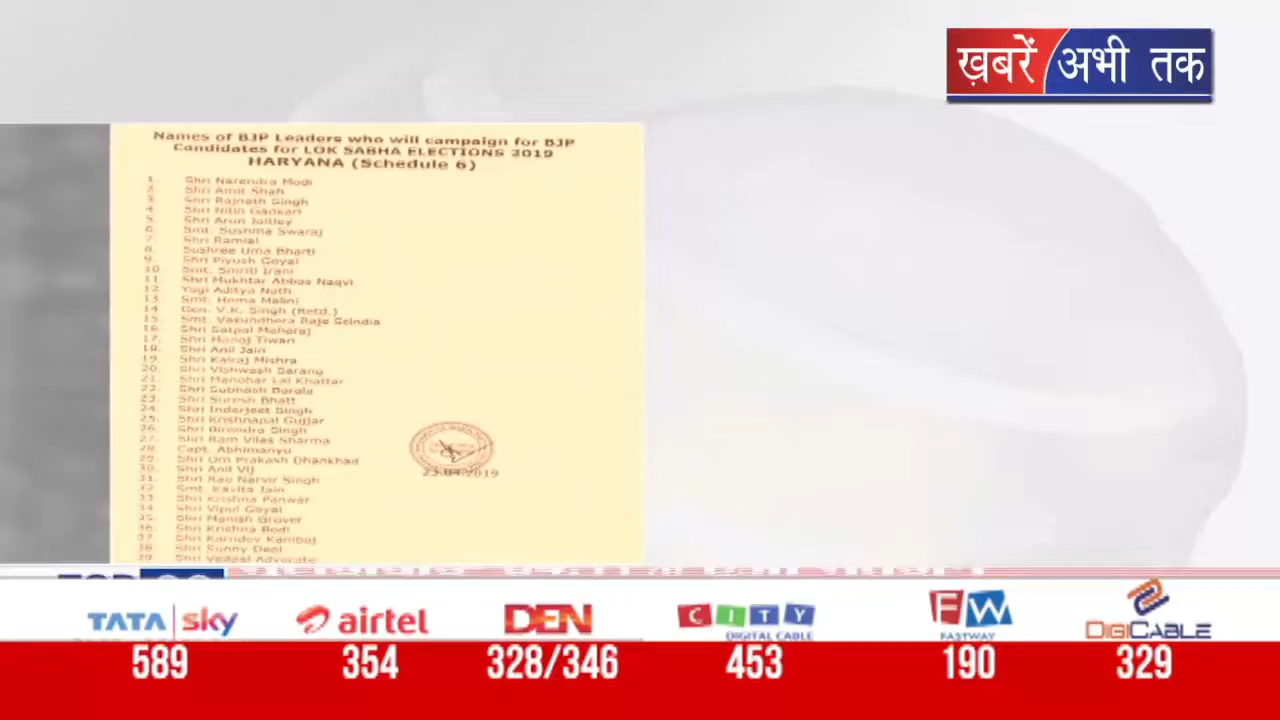 ख़बरें अभी तक
Names of BJP Leaders who will campaign for BJP
Candidates for LOK SABHA ELECTIONS 2019
HARYANA (Schedule 6)
1. Shri Narendra Modi
2. Shri Amit Shah
3. Shri Rajnath Singh
4. Shri Nitin Gadkari
5. Shri Arun Jaitley
6. Smt. Sushma Swaraj
7. Shri Ramlal
8. Sushree Uma Bharti
9. Shri Piyush Goyal
10. Smt. Smriti Irani
11. Shri Mukhtar Abbas Naqvi
12. Yogi Aditya Nath
13. Smt. Hema Malini
14. Gen. V.K. Singh (Retd.)
15. Smt. Vasundhara Raje Scindia
16. Shri Satpal Maharaj
17. Shri Manoj Tiwari
18. Shri Anil Jain
19. Shri Kalraj Mishra
20. Shri Vishwash Sarang
21. Shri Manohar Lal Khattar
22. Shri Subhash Barala
23. Shri Suresh Bhatt
24. Shri Inderjeet Singh
25. Shri Krishnapal Gujjar
26. Shri Birendra Singh
27. Shri Ram Vilas Sharma
28. Capt. Abhimanyu
29. Shri Om Prakash Dhankhad
30. Shri Anil Vij
31. Shri Rao Narvir Singh
32. Smt. Kavita Jain
33. Shri Krishna Panwar
34. Shri Vipul Goyal
35. Shri Manish Grover
36. Shri Krishna Bedi
37. Shri Karndev Kamboj
38. Shri Sunny Deol
39. Shri Vedpal Advocate
23.04.2019
TATA sky airtel DEN CITY DIGITAL CABLE FW FASTWAY DIGICABLE
589 354 328/346 453 190 329